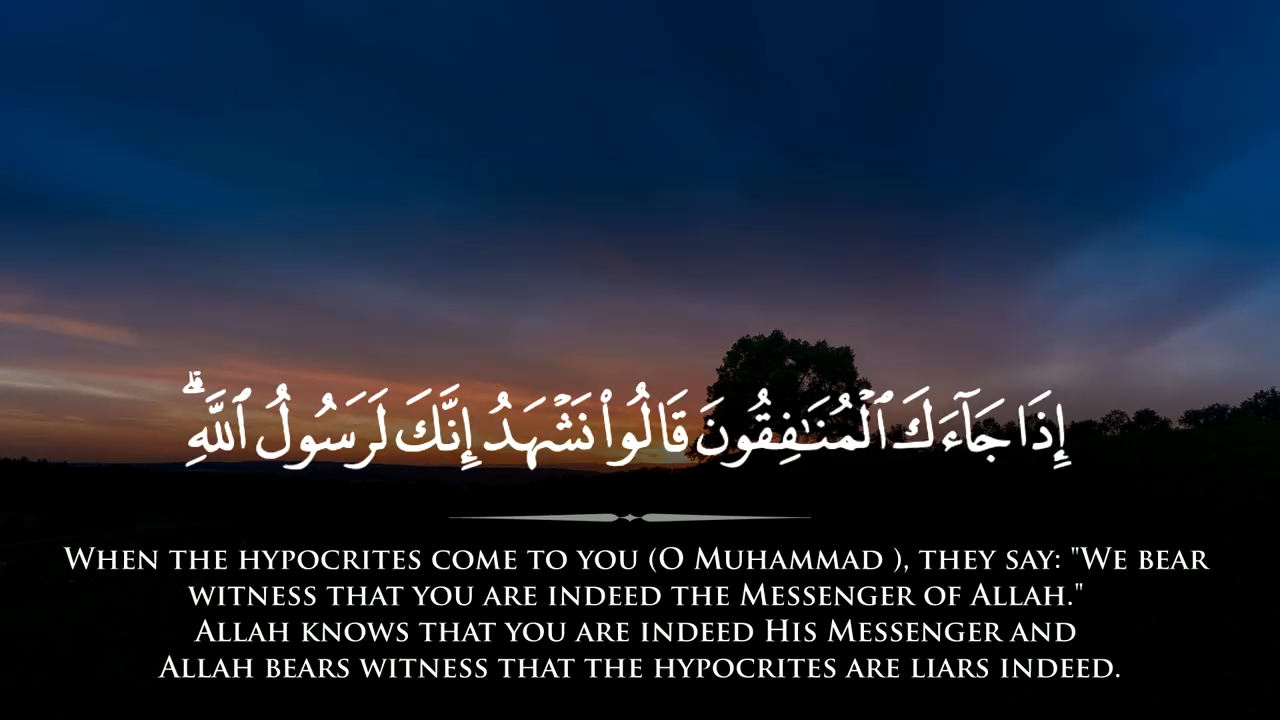 إِذَا جَآءَكَ ٱلْمُنَـٰفِقُونَ قَالُوا۟ نَشْهَدُ إِنَّكَ لَرَسُولُ ٱللَّهِ ۗ
When the hypocrites come to you (O Muhammad ), they say: "We bear
witness that you are indeed the Messenger of Allah."
Allah knows that you are indeed His Messenger and
Allah bears witness that the hypocrites are liars indeed.